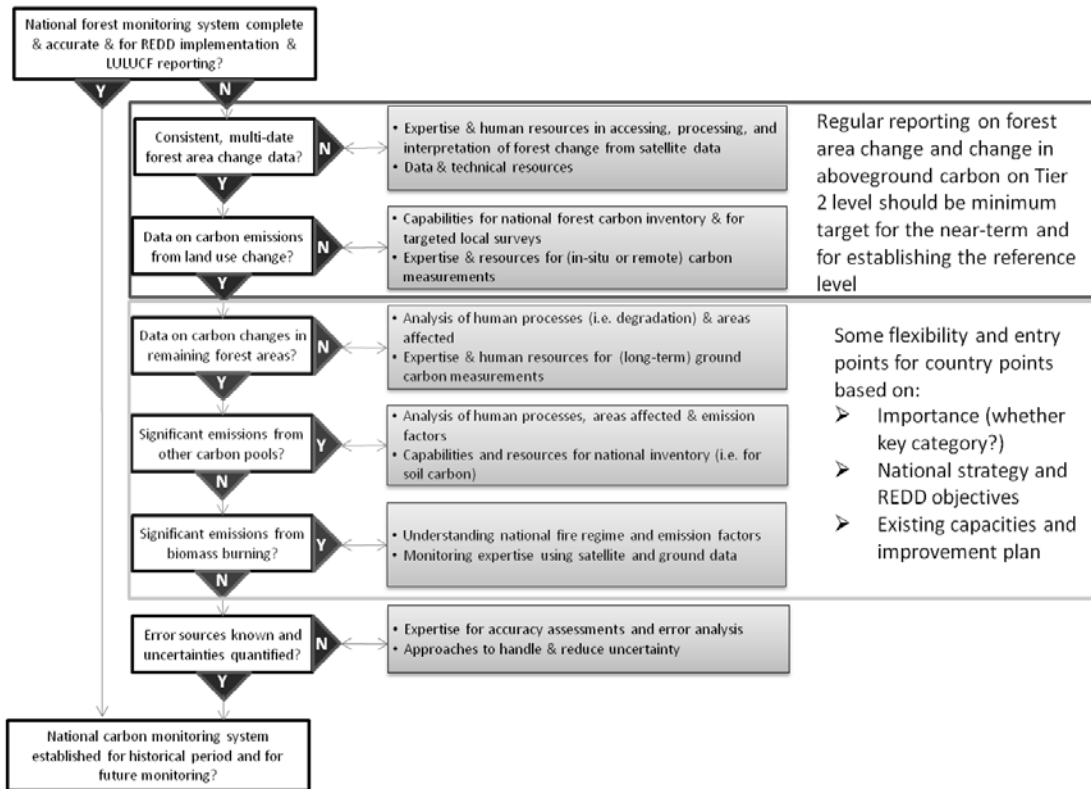 National forest monitoring system complete
& accurate & for REDD implementation &
LULUCF reporting?
Y
N
Consistent, multi-date
forest area change data?
N
Y
• Expertise & human resources in accessing, processing, and
interpretation of forest change from satellite data
• Data & technical resources
Regular reporting on forest
area change and change in
aboveground carbon on Tier
2 level should be minimum
target for the near-term and
for establishing the reference
level
Data on carbon emissions
from land use change?
N
Y
• Capabilities for national forest carbon inventory & for
targeted local surveys
• Expertise & resources for (in-situ or remote) carbon
measurements
Data on carbon changes in
remaining forest areas?
N
Y
• Analysis of human processes (i.e. degradation) & areas
affected
• Expertise & human resources for (long-term) ground
carbon measurements
Some flexibility and entry
points for country points
based on:
➢ Importance (whether
key category?)
➢ National strategy and
REDD objectives
➢ Existing capacities and
improvement plan
Significant emissions from
other carbon pools?
Y
N
• Analysis of human processes, areas affected & emission
factors
• Capabilities and resources for national inventory (i.e. for
soil carbon)
Significant emissions from
biomass burning?
Y
N
• Understanding national fire regime and emission factors
• Monitoring expertise using satellite and ground data
Error sources known and
uncertainties quantified?
N
Y
• Expertise for accuracy assessments and error analysis
• Approaches to handle & reduce uncertainty
National carbon monitoring system
established for historical period and for
future monitoring?